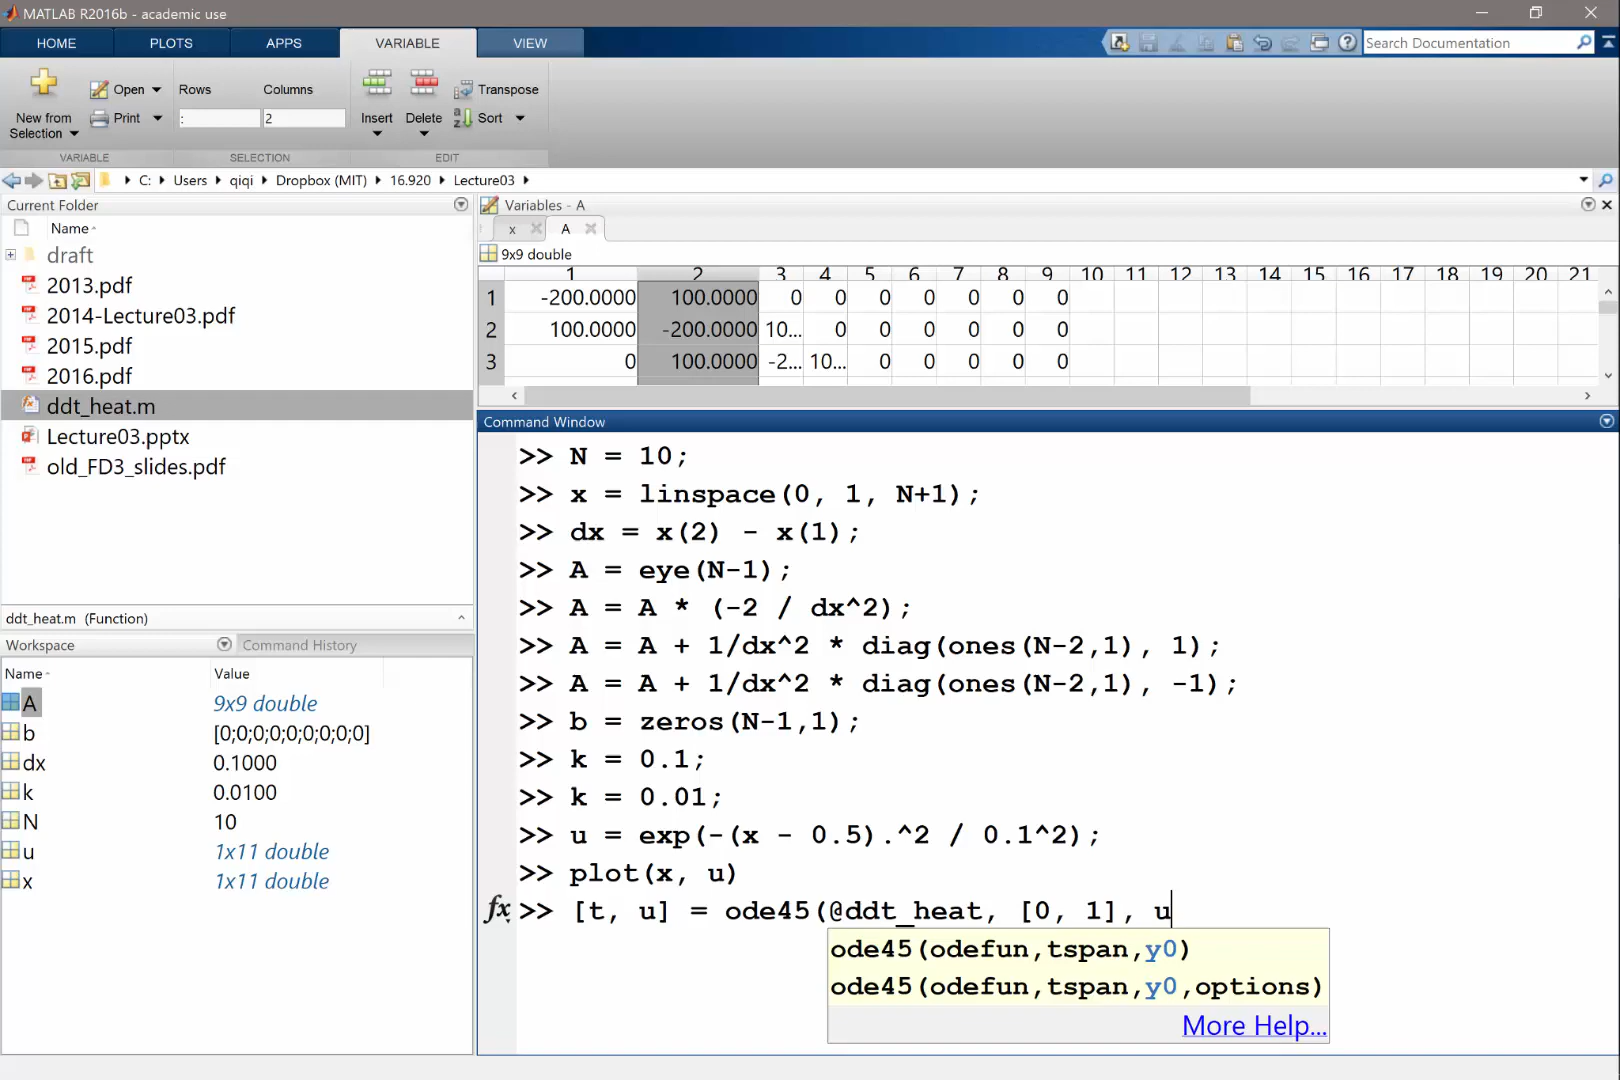 MATLAB R2016b - academic use
HOME PLOTS APPS VARIABLE VIEW Search Documentation
New from Selection Open Rows Columns Insert Delete Transpose
Print : 2 Sort
VARIABLE SELECTION EDIT
C: Users qiqi Dropbox (MIT) 16.920 Lecture03
Current Folder
Name
draft
2013.pdf
2014-Lecture03.pdf
2015.pdf
2016.pdf
ddt_heat.m
Lecture03.pptx
old_FD3_slides.pdf
ddt_heat.m (Function)
Workspace Command History
Name Value
A 9x9 double
b [0;0;0;0;0;0;0;0;0]
dx 0.1000
k 0.0100
N 10
u 1x11 double
x 1x11 double
Variables - A
x A
9x9 double
1 2 3 4 5 6 7 8 9 10 11 12 13 14 15 16 17 18 19 20 21
1 -200.0000 100.0000 0 0 0 0 0 0 0
2 100.0000 -200.0000 10... 0 0 0 0 0 0
3 0 100.0000 -2... 10... 0 0 0 0 0
Command Window
>> N = 10;
>> x = linspace(0, 1, N+1);
>> dx = x(2) - x(1);
>> A = eye(N-1);
>> A = A * (-2 / dx^2);
>> A = A + 1/dx^2 * diag(ones(N-2,1), 1);
>> A = A + 1/dx^2 * diag(ones(N-2,1), -1);
>> b = zeros(N-1,1);
>> k = 0.1;
>> k = 0.01;
>> u = exp(-(x - 0.5).^2 / 0.1^2);
>> plot(x, u)
fx >> [t, u] = ode45(@ddt_heat, [0, 1], u
ode45(odefun,tspan,y0)
ode45(odefun,tspan,y0,options)
More Help...